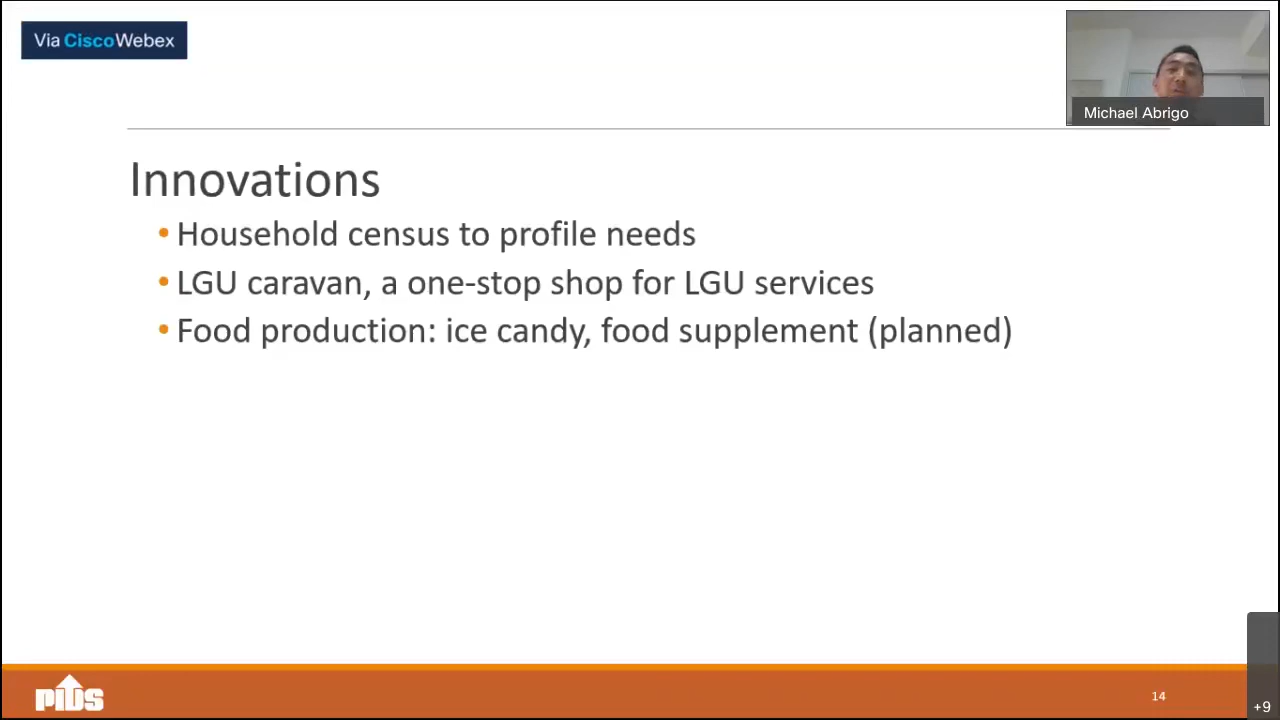 Via CiscoWebex
Michael Abrigo
Innovations
• Household census to profile needs
• LGU caravan, a one-stop shop for LGU services
• Food production: ice candy, food supplement (planned)
pids
14
+9